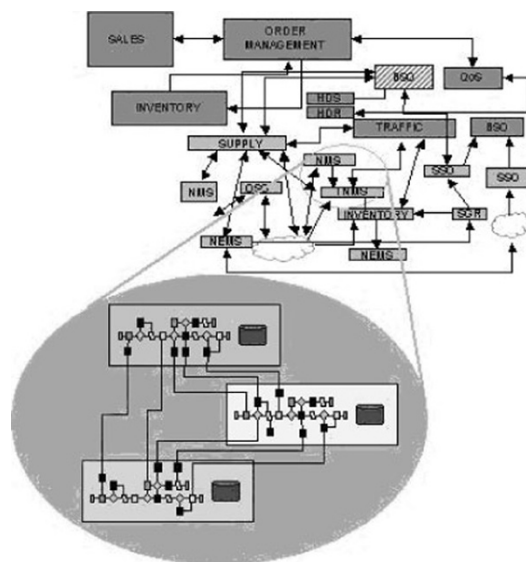 ORDER
MANAGEMENT
SALES
BSO
QoS
INVENTORY
HDS
HDR
TRAFFIC
BSO
SUPPLY
NMS
SSO
SSO
NMS
OSS
INMS
INVENTORY
SGR
NEMS
NEMS